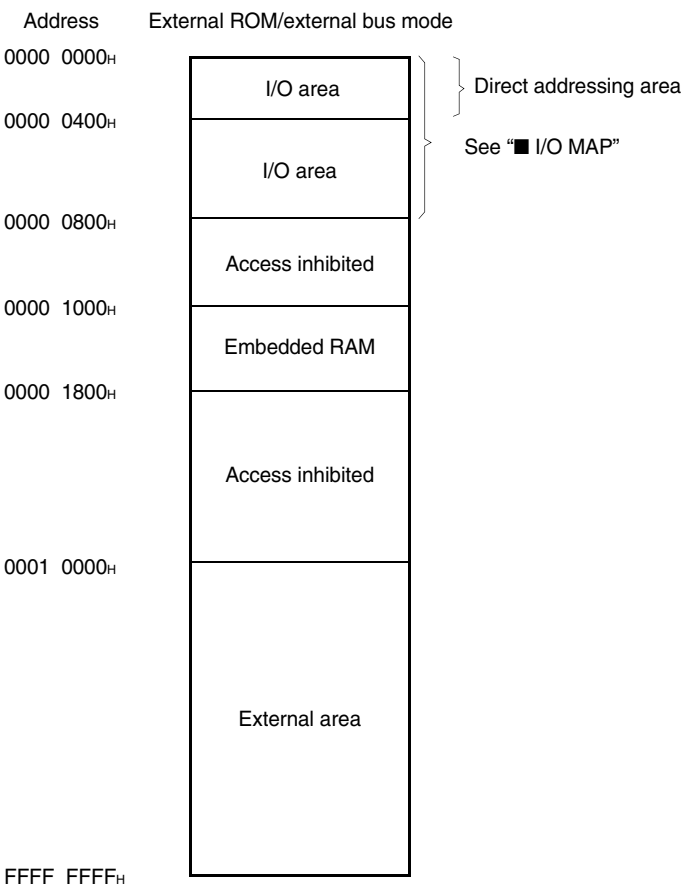 Address External ROM/external bus mode
0000 0000H
I/O area
Direct addressing area
0000 0400H
See “■ I/O MAP”
I/O area
0000 0800H
Access inhibited
0000 1000H
Embedded RAM
0000 1800H
Access inhibited
0001 0000H
External area
FFFF FFFFH